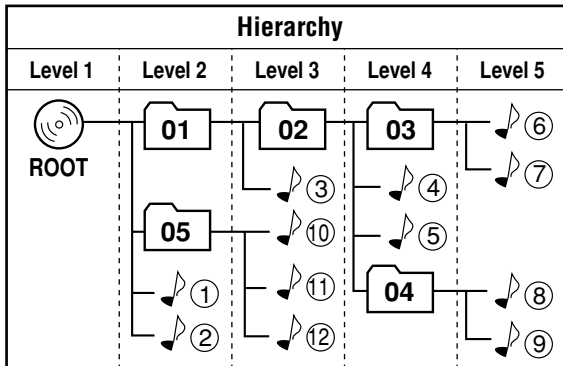 Hierarchy
Level 1 Level 2 Level 3 Level 4 Level 5
01 02 03 ⑥
ROOT
③ ④ ⑦
05 ⑩ ⑤
① ⑪ 04 ⑧
② ⑫ ⑨